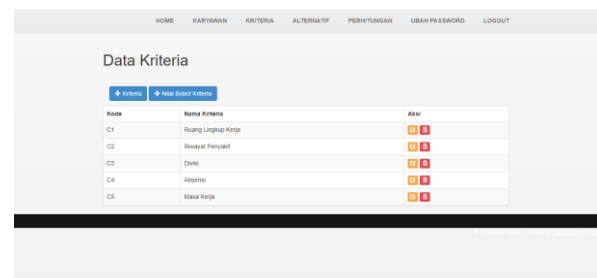 HOME KARYAWAN KRITERIA ALTERNATIF PERHITUNGAN UBAH PASSWORD LOGOUT
Data Kriteria
+ Kriteria + Nilai Bobot Kriteria
Kode Nama Kriteria Aksi
C1 Ruang Lingkup Kerja
C2 Riwayat Penyakit
C3 Divisi
C4 Absensi
C5 Masa Kerja